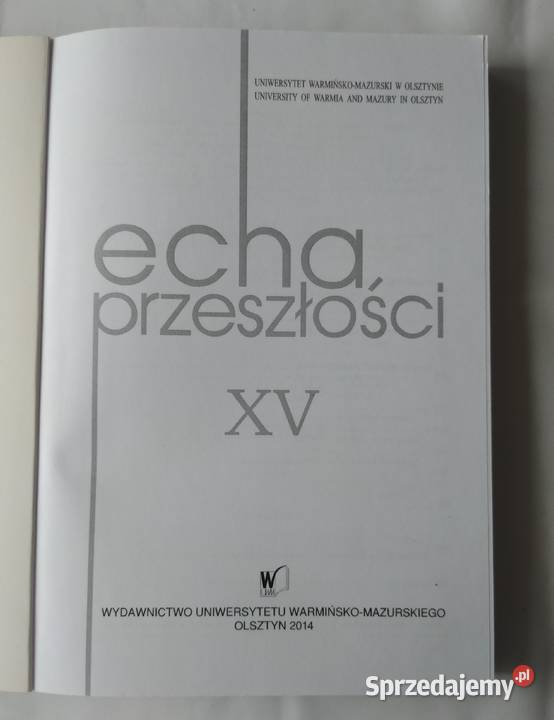 UNIWERSYTET WARMIŃSKO-MAZURSKI W OLSZTYNIE
UNIVERSITY OF WARMIA AND MAZURY IN OLSZTYN
echa
przeszłości
XV
W
WYDAWNICTWO UNIWERSYTETU WARMIŃSKO-MAZURSKIEGO
OLSZTYN 2014
Sprzedajemy.pl